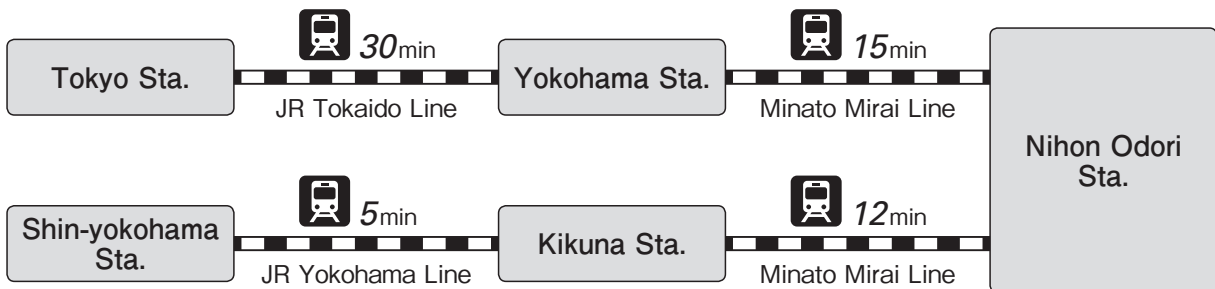 30min
15min
Tokyo Sta.
Yokohama Sta.
JR Tokaido Line
Minato Mirai Line
Nihon Odori
Sta.
5min
12min
Shin-yokohama
Sta.
Kikuna Sta.
JR Yokohama Line
Minato Mirai Line